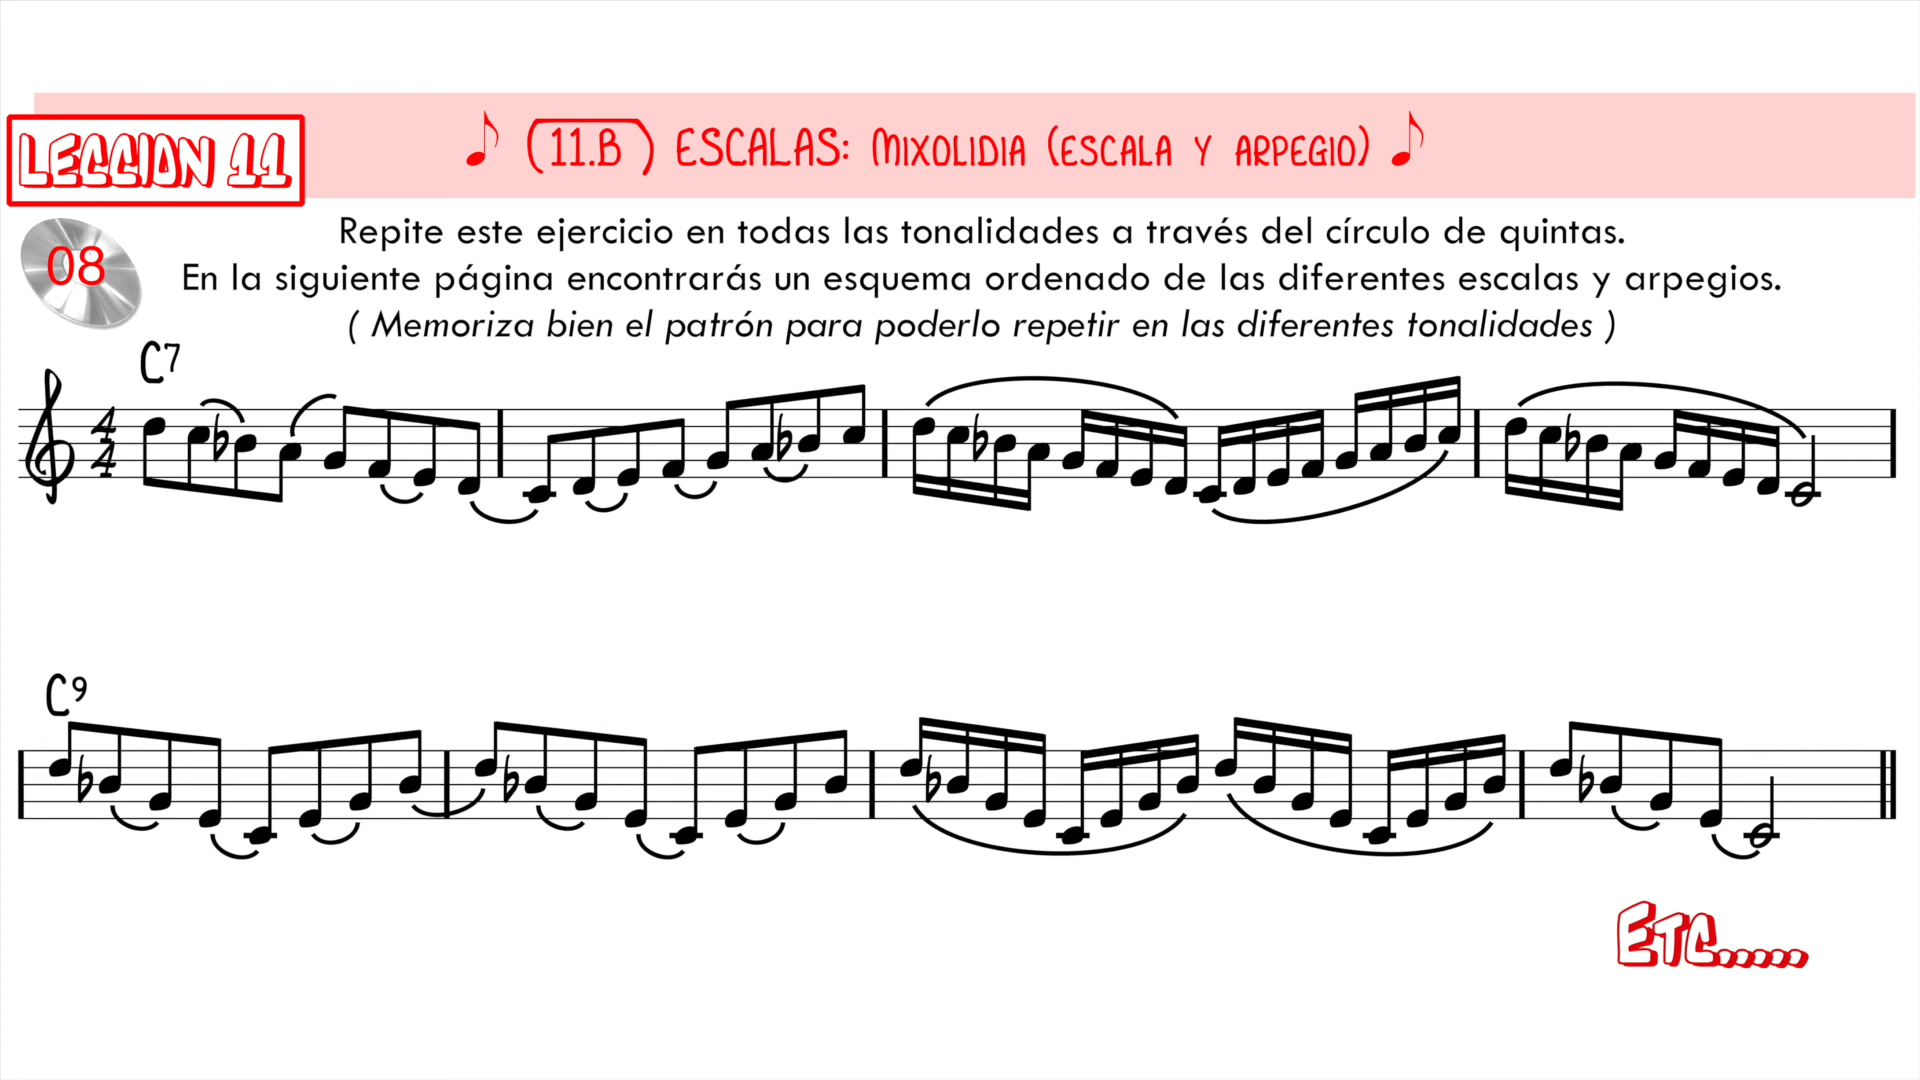 LECCION 11
(11.B) ESCALAS: MIXOLIDIA (ESCALA Y ARPEGIO)
08
Repite este ejercicio en todas las tonalidades a través del círculo de quintas.
En la siguiente página encontrarás un esquema ordenado de las diferentes escalas y arpegios.
( Memoriza bien el patrón para poderlo repetir en las diferentes tonalidades )
C7
4
4
C9
ETC.....